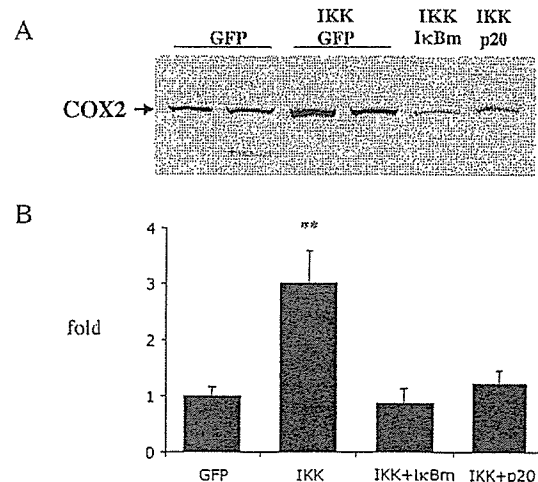 A
GFP
IKK
GFP
IKK
IκBm
IKK
p20
COX2
B
fold
4
3
2
1
0
**
GFP
IKK
IKK+IκBm
IKK+p20